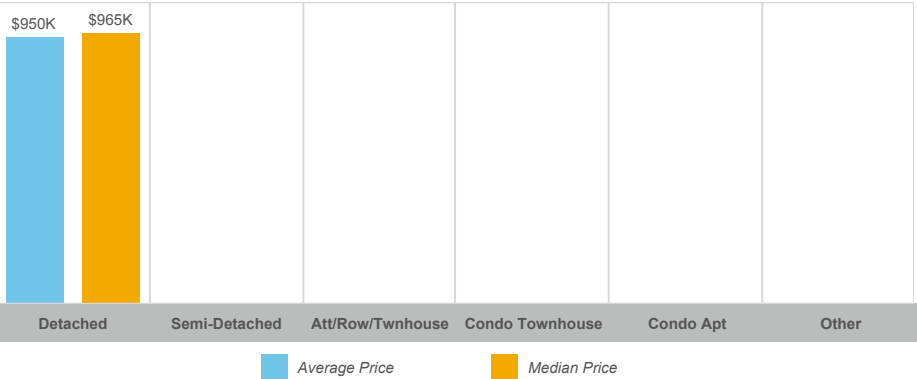 $950K
$965K
Detached
Semi-Detached
Att/Row/Twnhouse
Condo Townhouse
Condo Apt
Other
Average Price
Median Price